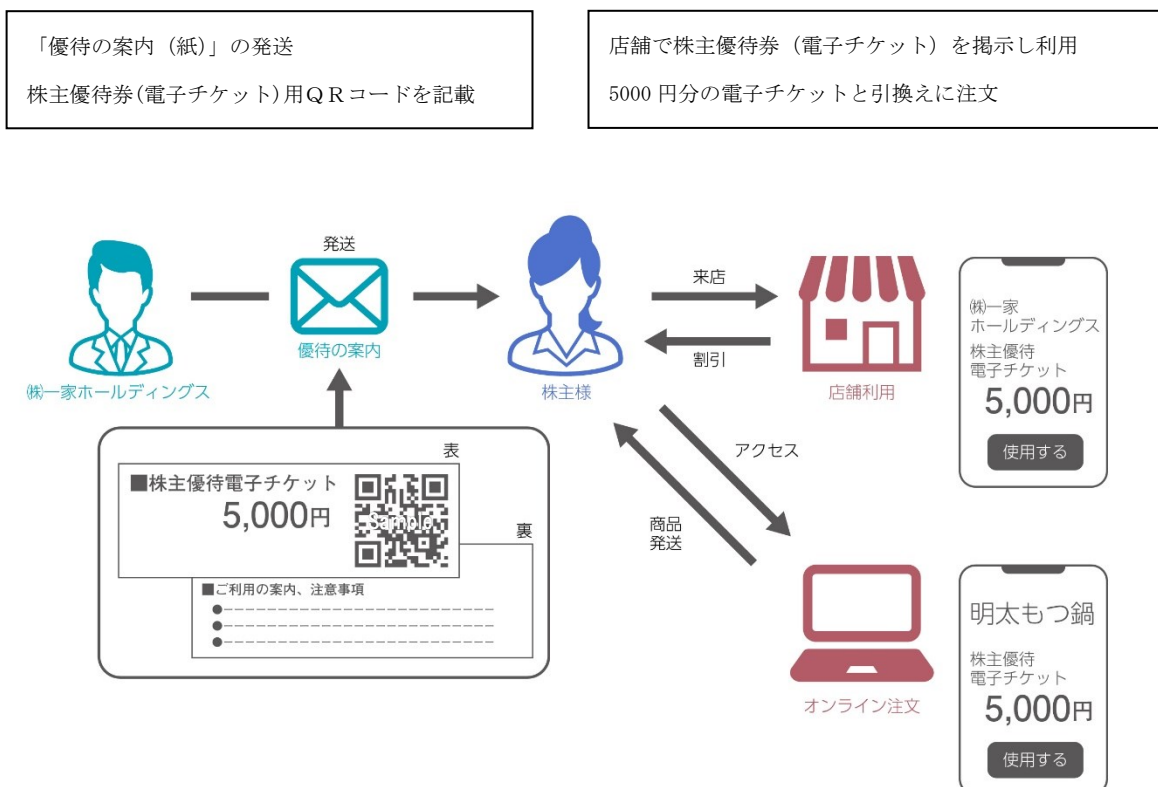 「優待の案内（紙）」の発送
株主優待券(電子チケット)用ＱＲコードを記載
店舗で株主優待券（電子チケット）を掲示し利用
5000 円分の電子チケットと引換えに注文
発送
優待の案内
㈱一家ホールディングス
株主様
来店
割引
店舗利用
㈱一家
ホールディングス
株主優待
電子チケット
5,000円
使用する
表
■株主優待電子チケット
5,000円
Sample
裏
■ご利用の案内、注意事項
アクセス
商品
発送
オンライン注文
明太もつ鍋
株主優待
電子チケット
5,000円
使用する